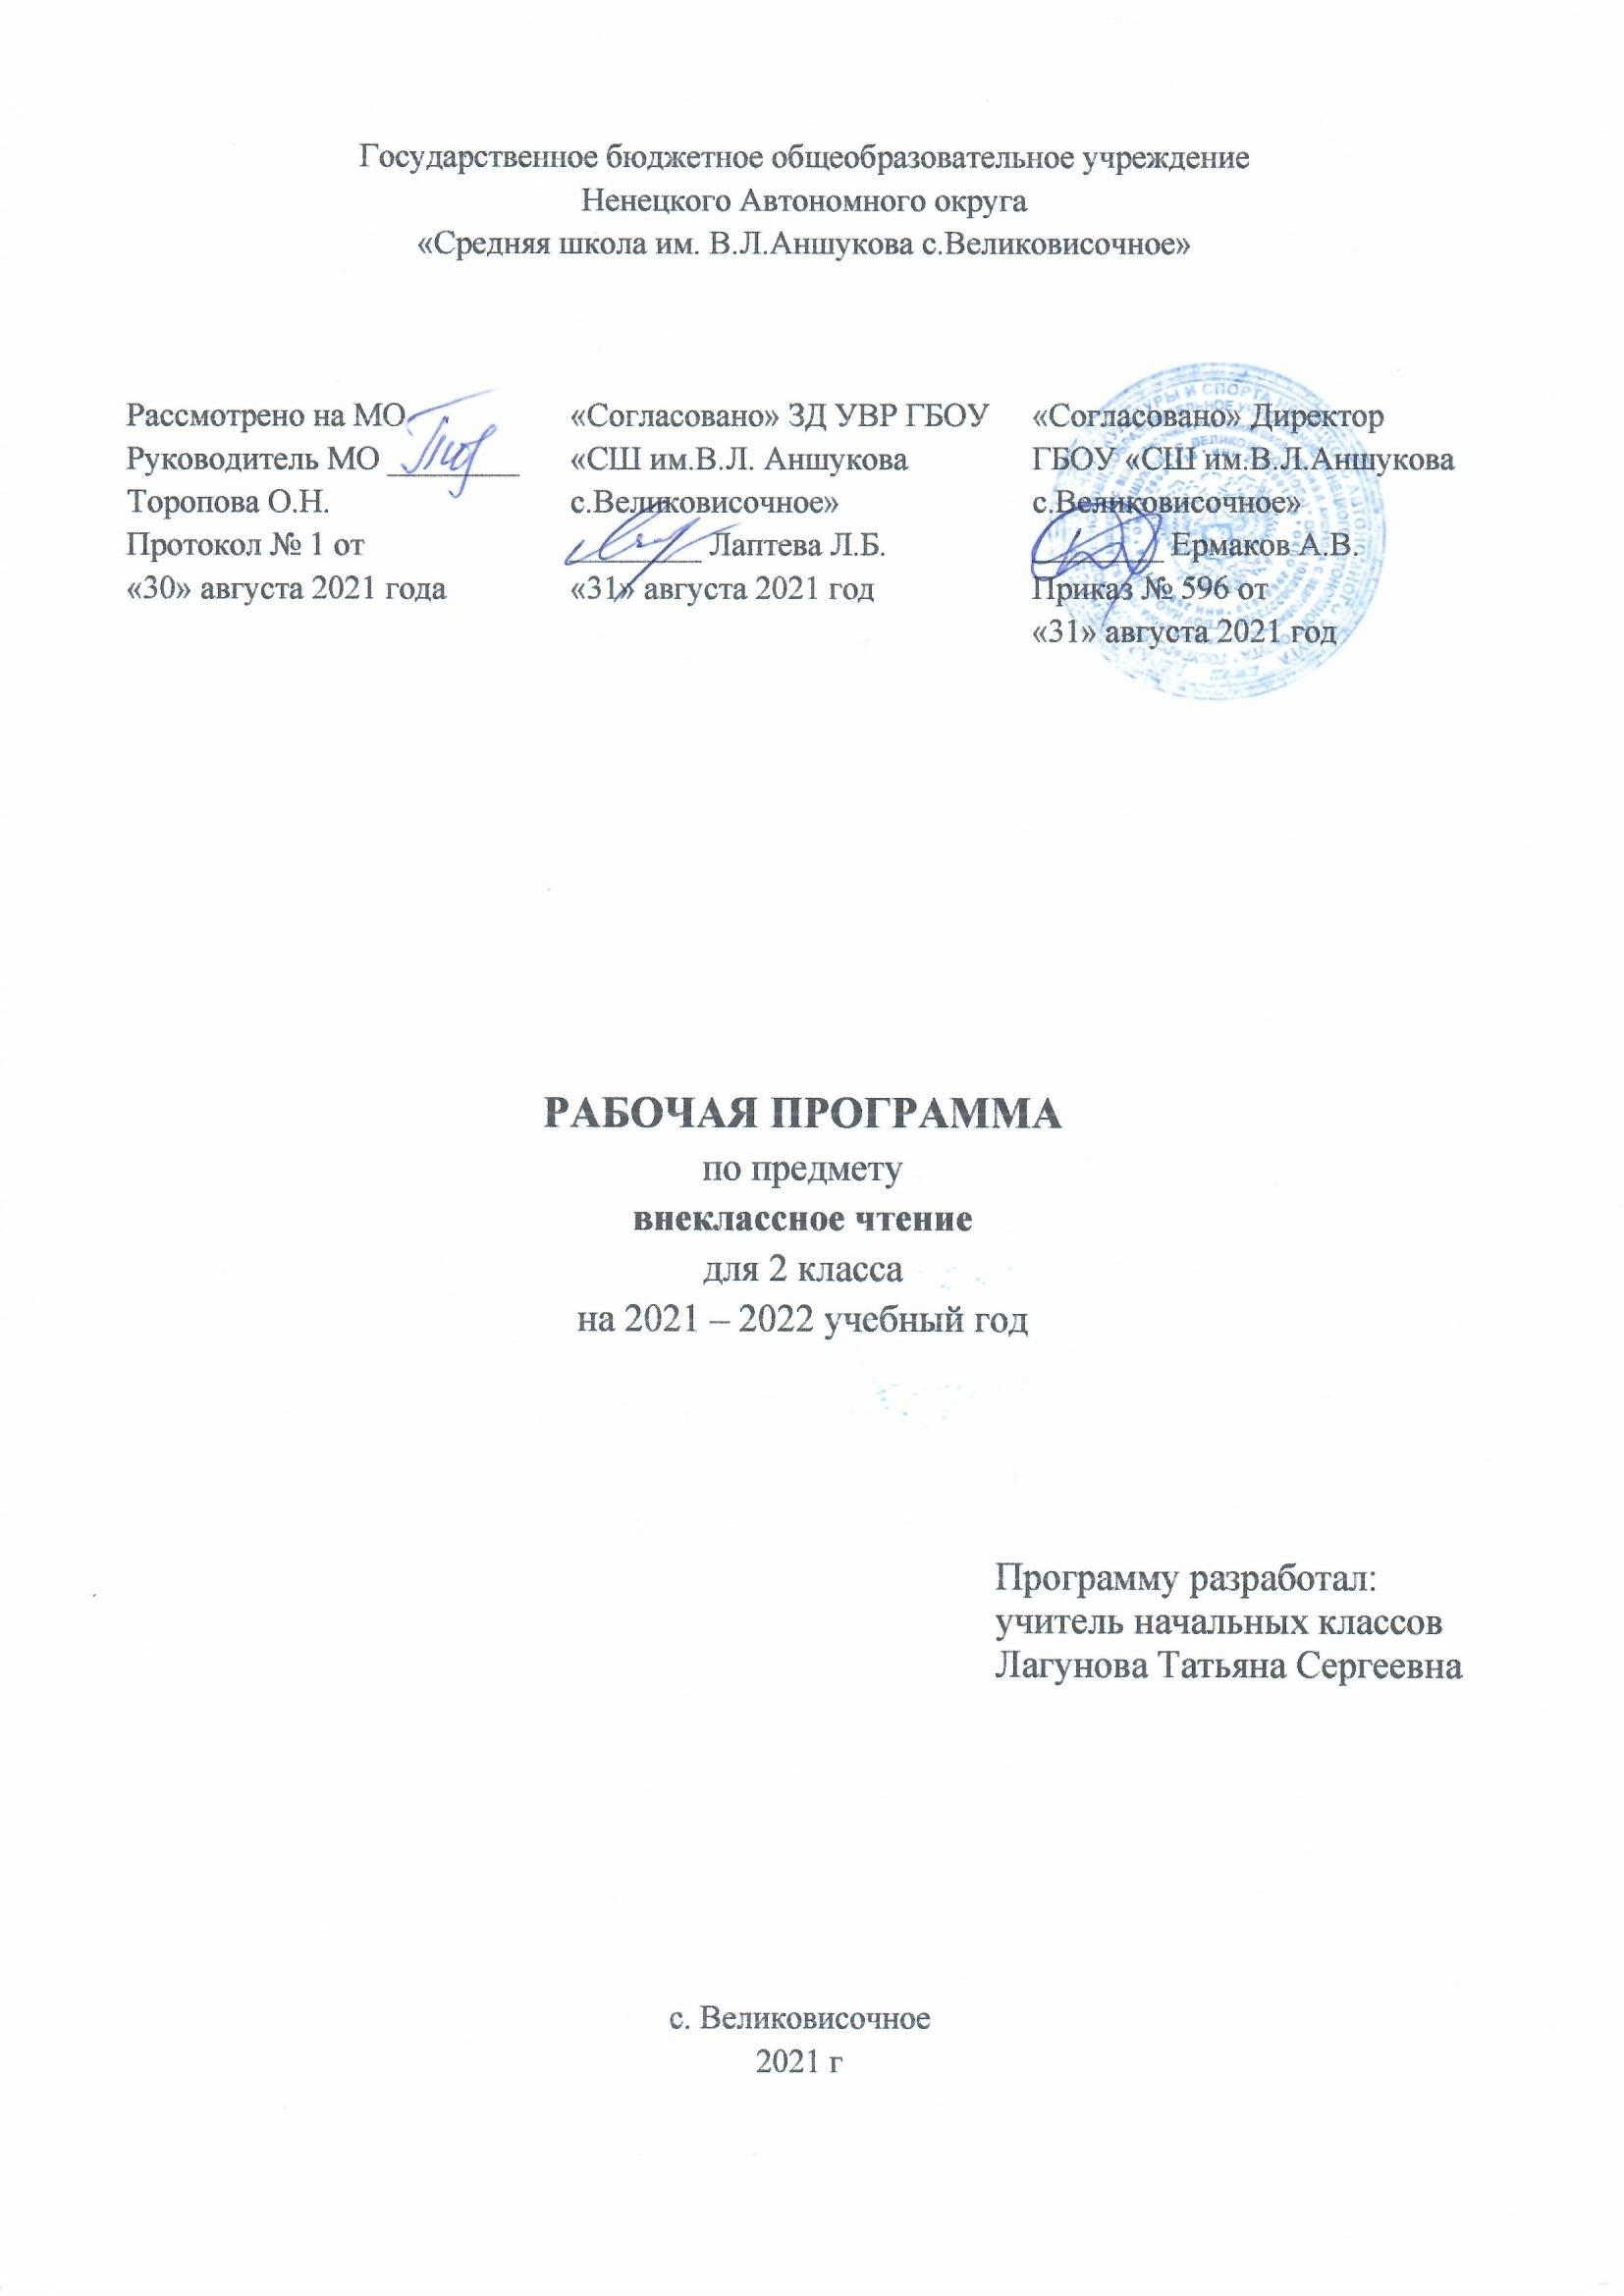 Государственное бюджетное общеобразовательное учреждение
Ненецкого Автономного округа
«Средняя школа им. В.Л.Аншукова с.Великовисочное»
Рассмотрено на МО
Руководитель МО ________
Торопова О.Н.
Протокол № 1 от
«30» августа 2021 года
«Согласовано» ЗД УВР ГБОУ
«СШ им.В.Л. Аншукова
с.Великовисочное»
________ Лаптева Л.Б.
«31» августа 2021 год
«Согласовано» Директор
ГБОУ «СШ им.В.Л.Аншукова
с.Великовисочное»
________ Ермаков А.В.
Приказ № 596 от
«31» августа 2021 год
РАБОЧАЯ ПРОГРАММА
по предмету
внеклассное чтение
для 2 класса
на 2021 – 2022 учебный год
Программу разработал:
учитель начальных классов
Лагунова Татьяна Сергеевна
с. Великовисочное
2021 г